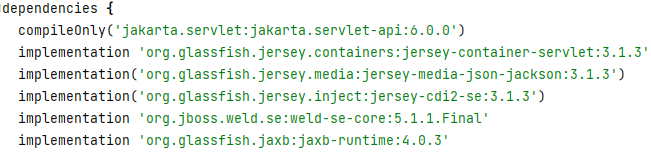 dependencies {
compileOnly('jakarta.servlet:jakarta.servlet-api:6.0.0')
implementation 'org.glassfish.jersey.containers:jersey-container-servlet:3.1.3'
implementation('org.glassfish.jersey.media:jersey-media-json-jackson:3.1.3')
implementation('org.glassfish.jersey.inject:jersey-cdi2-se:3.1.3')
implementation 'org.jboss.weld.se:weld-se-core:5.1.1.Final'
implementation 'org.glassfish.jaxb:jaxb-runtime:4.0.3'